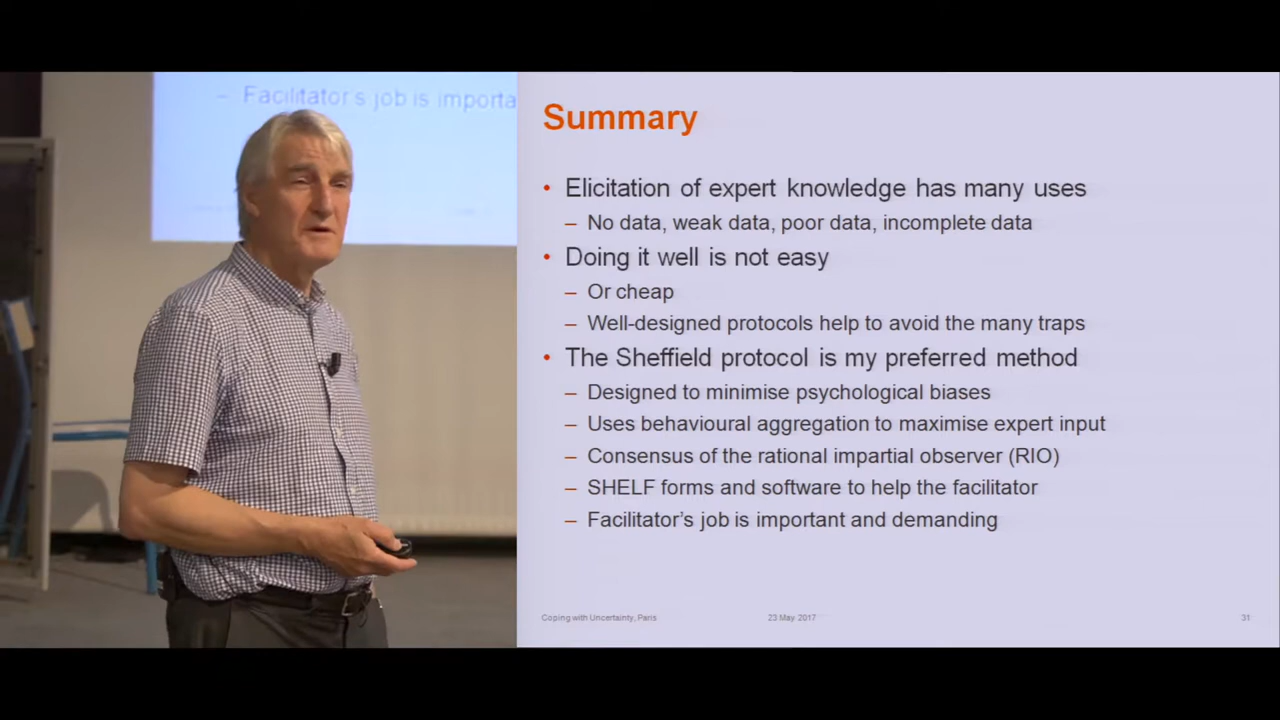 – Facilitator's job is importa
Summary
• Elicitation of expert knowledge has many uses
– No data, weak data, poor data, incomplete data
• Doing it well is not easy
– Or cheap
– Well-designed protocols help to avoid the many traps
• The Sheffield protocol is my preferred method
– Designed to minimise psychological biases
– Uses behavioural aggregation to maximise expert input
– Consensus of the rational impartial observer (RIO)
– SHELF forms and software to help the facilitator
– Facilitator's job is important and demanding
Coping with Uncertainty, Paris 23 May 2017 31